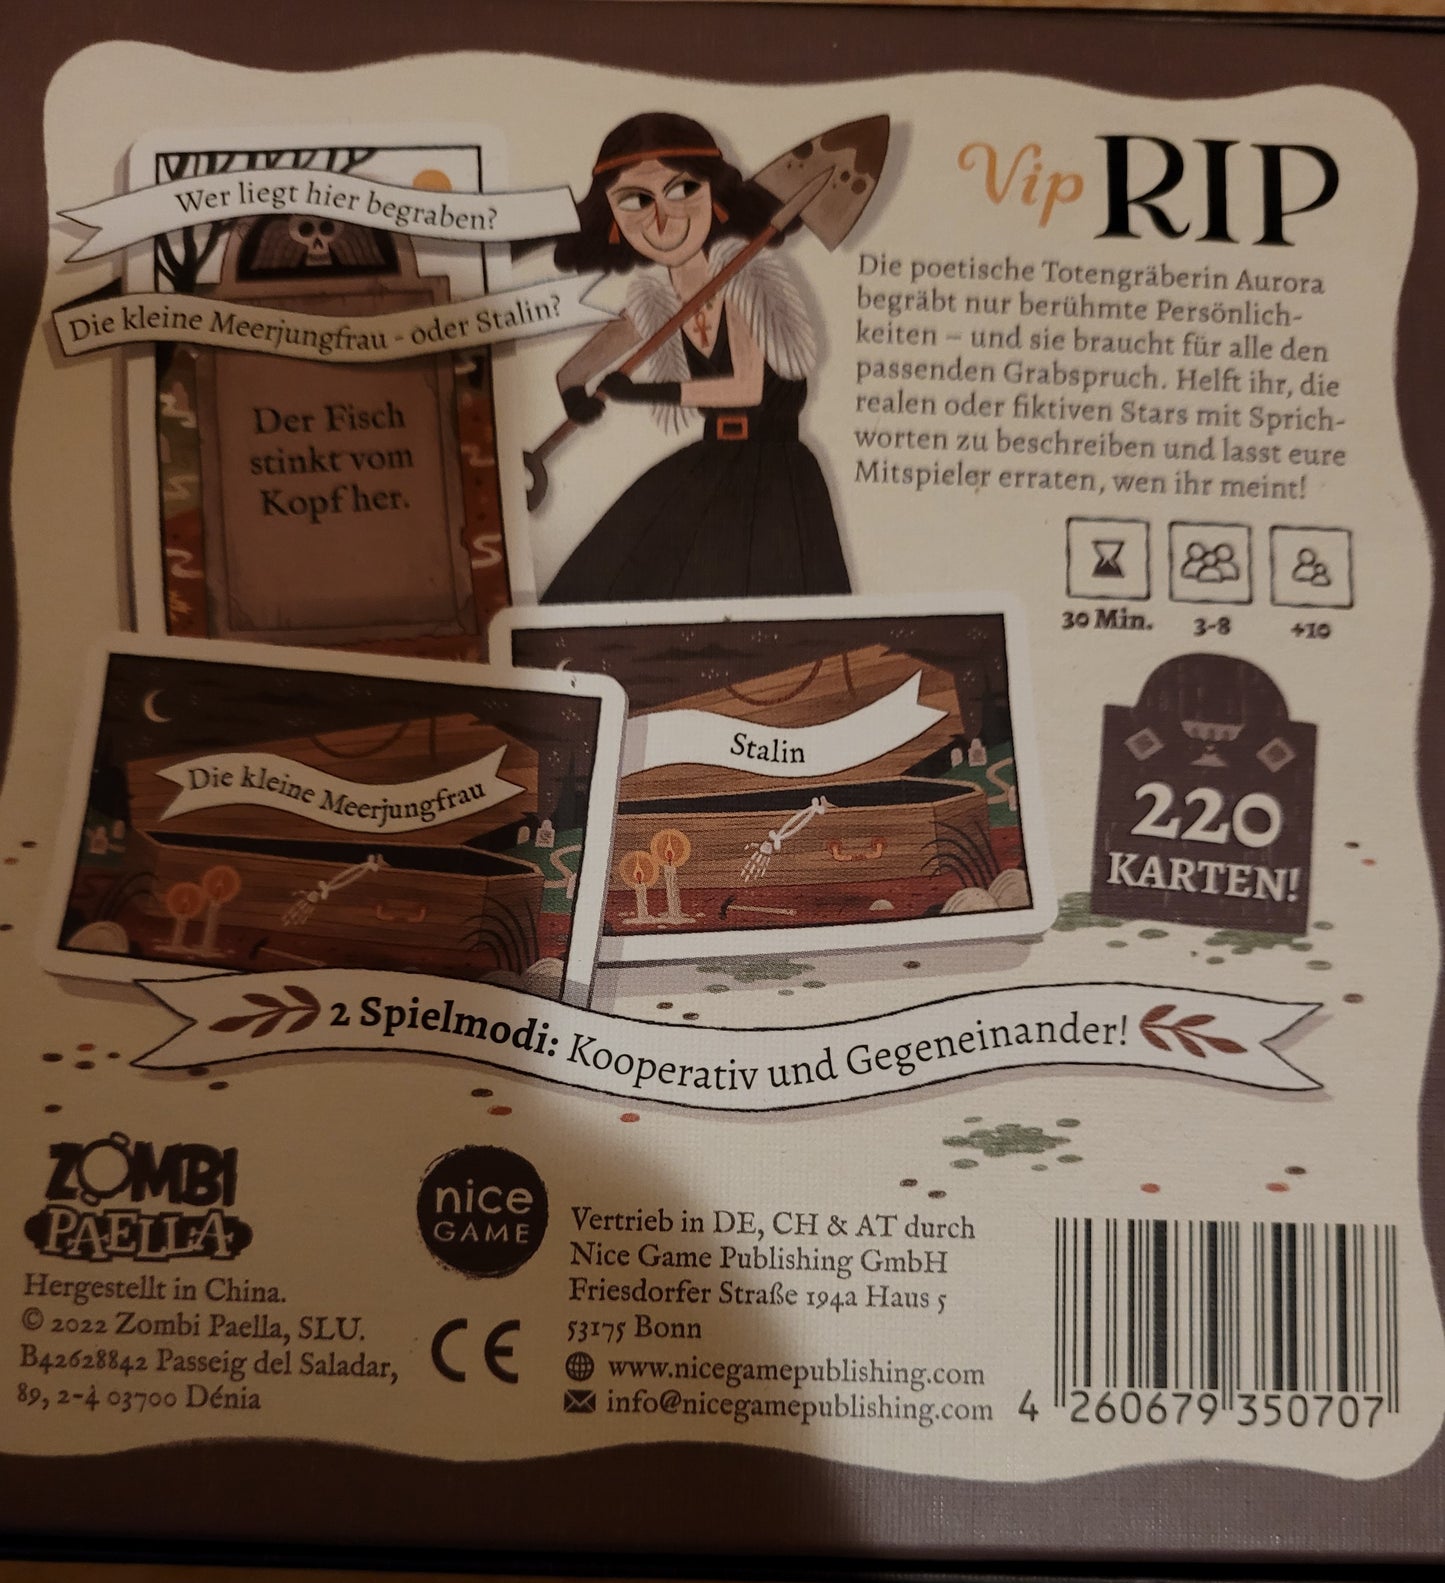 Wer liegt hier begraben?
Die kleine Meerjungfrau - oder Stalin?
Der Fisch
stinkt vom
Kopf her.
Vip RIP
Die poetische Totengräberin Aurora
begräbt nur berühmte Persönlich-
keiten – und sie braucht für alle den
passenden Grabspruch. Helft ihr, die
realen oder fiktiven Stars mit Sprich-
worten zu beschreiben und lasst eure
Mitspieler erraten, wen ihr meint!
30 Min.
3-8
+10
Die kleine Meerjungfrau
Stalin
220
KARTEN!
2 Spielmodi: Kooperativ und Gegeneinander!
ZOMBI
PAELLA
Hergestellt in China.
© 2022 Zombi Paella, SLU.
B42628842 Passeig del Saladar,
89, 2-4 03700 Dénia
nice
GAME
CE
Vertrieb in DE, CH & AT durch
Nice Game Publishing GmbH
Friesdorfer Straße 194a Haus 5
53175 Bonn
www.nicegamepublishing.com
info@nicegamepublishing.com
4 260679 350707